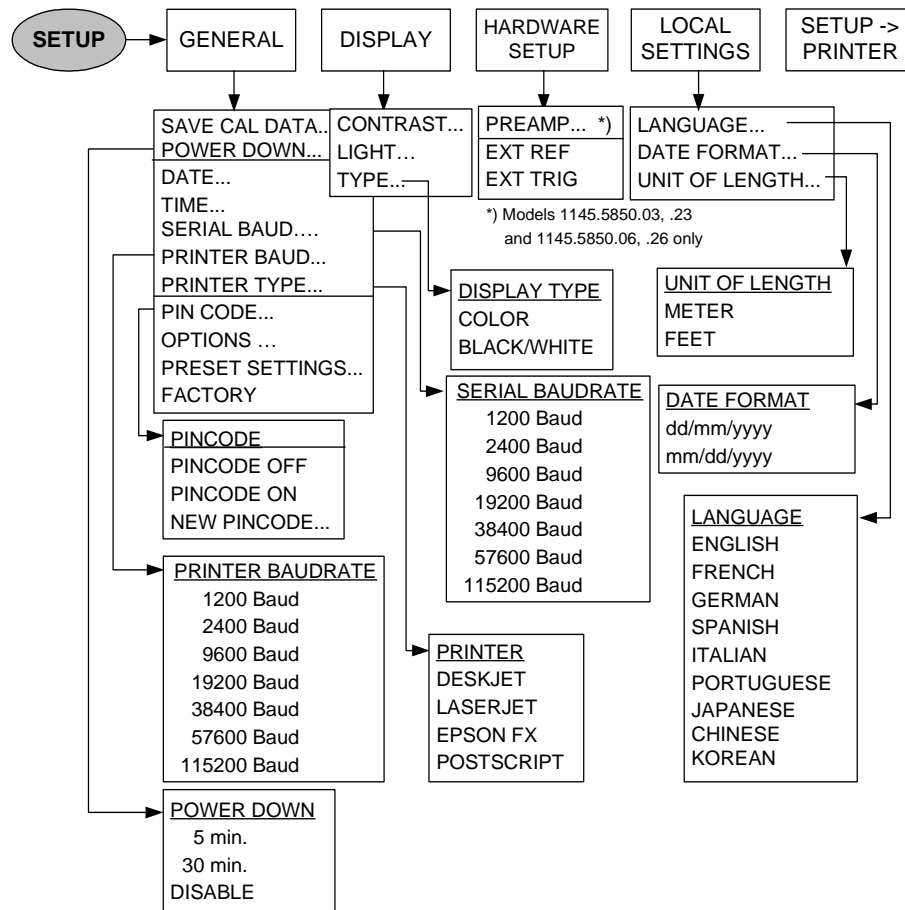 SETUP
GENERAL
DISPLAY
HARDWARE
SETUP
LOCAL
SETTINGS
SETUP ->
PRINTER
SAVE CAL DATA...
POWER DOWN...
DATE...
TIME...
SERIAL BAUD....
PRINTER BAUD...
PRINTER TYPE...
PIN CODE...
OPTIONS ...
PRESET SETTINGS...
FACTORY
CONTRAST...
LIGHT...
TYPE...
PREAMP... *)
EXT REF
EXT TRIG
*) Models 1145.5850.03, .23
and 1145.5850.06, .26 only
LANGUAGE...
DATE FORMAT...
UNIT OF LENGTH...
DISPLAY TYPE
COLOR
BLACK/WHITE
UNIT OF LENGTH
METER
FEET
SERIAL BAUDRATE
1200 Baud
2400 Baud
9600 Baud
19200 Baud
38400 Baud
57600 Baud
115200 Baud
DATE FORMAT
dd/mm/yyyy
mm/dd/yyyy
PINCODE
PINCODE OFF
PINCODE ON
NEW PINCODE...
LANGUAGE
ENGLISH
FRENCH
GERMAN
SPANISH
ITALIAN
PORTUGUESE
JAPANESE
CHINESE
KOREAN
PRINTER BAUDRATE
1200 Baud
2400 Baud
9600 Baud
19200 Baud
38400 Baud
57600 Baud
115200 Baud
PRINTER
DESKJET
LASERJET
EPSON FX
POSTSCRIPT
POWER DOWN
5 min.
30 min.
DISABLE